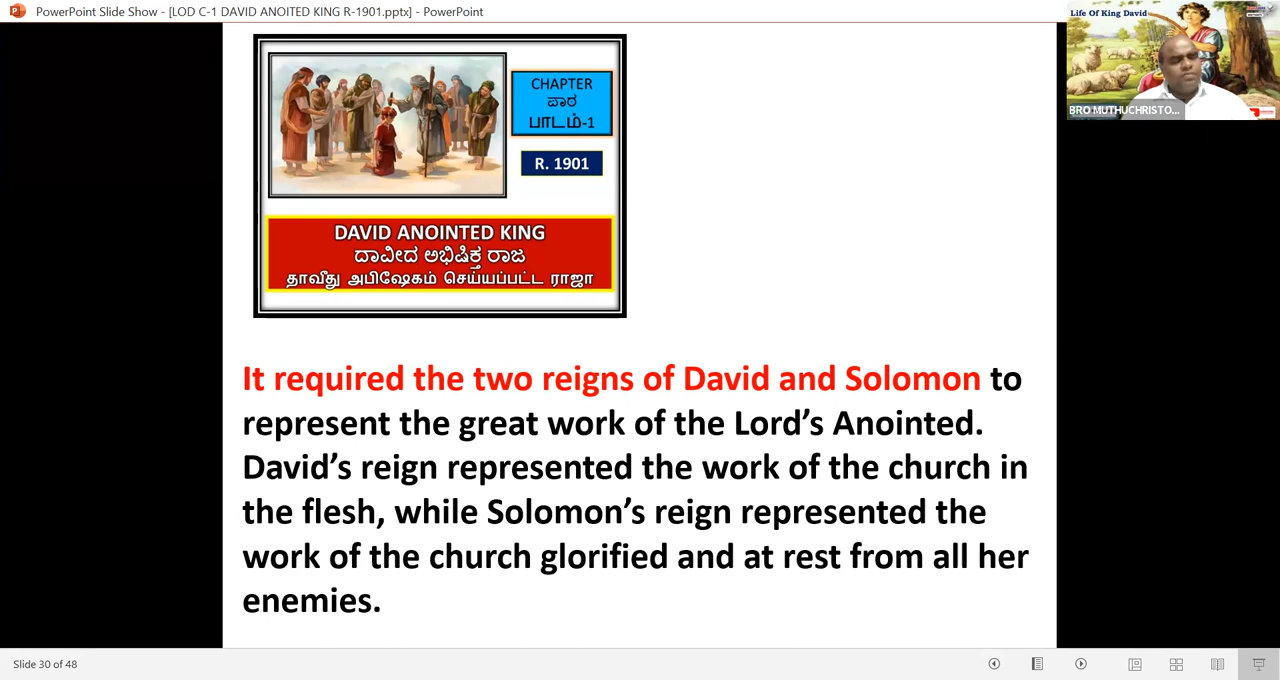 PowerPoint Slide Show - [LOD C-1 DAVID ANOITED KING R-1901.pptx] - PowerPoint
Life Of King David
BRO MUTHUCHRISTO...
CHAPTER
ಪಾಠ
பாடம்-1
R. 1901
DAVID ANOINTED KING
ದಾವೀದ ಅಭಿಷಿಕ್ತ ರಾಜ
தாவீது அபிஷேகம் செய்யப்பட்ட ராஜா
It required the two reigns of David and Solomon to
represent the great work of the Lord’s Anointed.
David’s reign represented the work of the church in
the flesh, while Solomon’s reign represented the
work of the church glorified and at rest from all her
enemies.
Slide 30 of 48